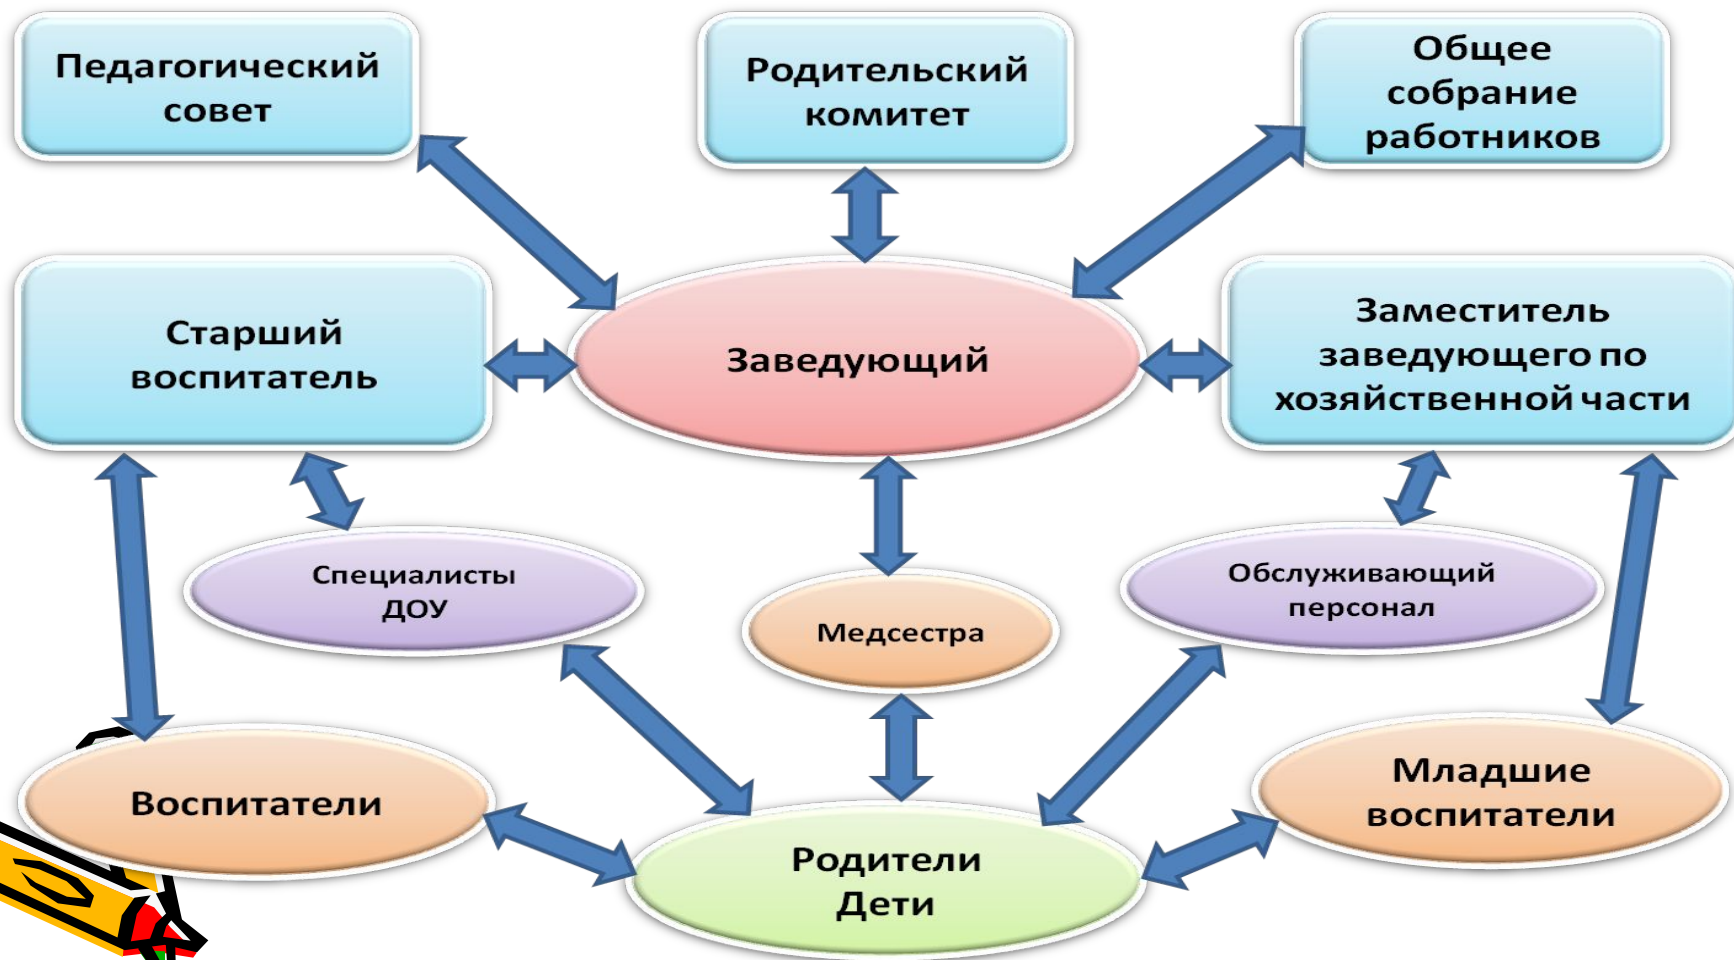 Педагогический
совет
Родительский
комитет
Общее
собрание
работников
Старший
воспитатель
Заведующий
Заместитель
заведующего по
хозяйственной части
Специалисты
ДОУ
Медсестра
Обслуживающий
персонал
Воспитатели
Родители
Дети
Младшие
воспитатели